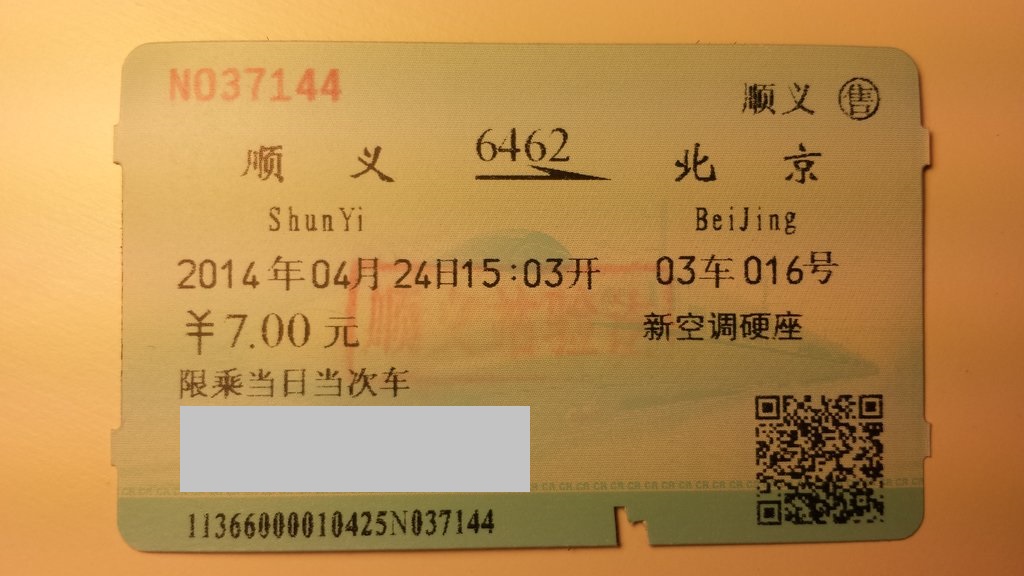 N037144
顺义 售
顺义 6462 北京
ShunYi BeiJing
2014年04月24日15:03开 03车016号
¥7.00元 新空调硬座
限乘当日当次车
11366000010425N037144